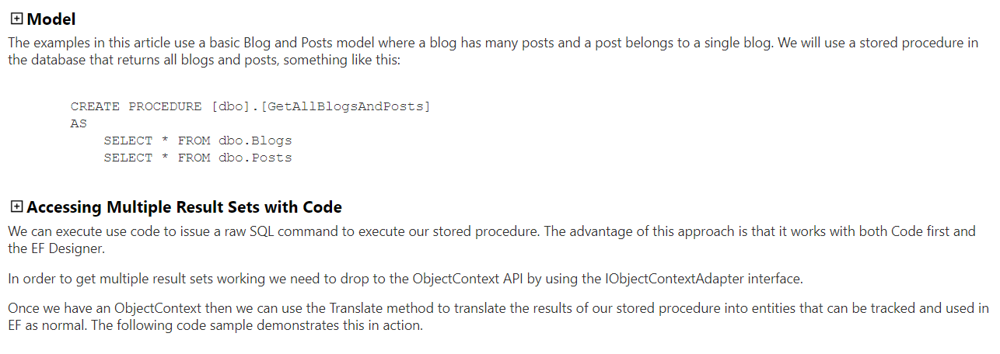 Model
The examples in this article use a basic Blog and Posts model where a blog has many posts and a post belongs to a single blog. We will use a stored procedure in
the database that returns all blogs and posts, something like this:
CREATE PROCEDURE [dbo].[GetAllBlogsAndPosts]
AS
SELECT * FROM dbo.Blogs
SELECT * FROM dbo.Posts
Accessing Multiple Result Sets with Code
We can execute use code to issue a raw SQL command to execute our stored procedure. The advantage of this approach is that it works with both Code first and
the EF Designer.
In order to get multiple result sets working we need to drop to the ObjectContext API by using the IObjectContextAdapter interface.
Once we have an ObjectContext then we can use the Translate method to translate the results of our stored procedure into entities that can be tracked and used in
EF as normal. The following code sample demonstrates this in action.